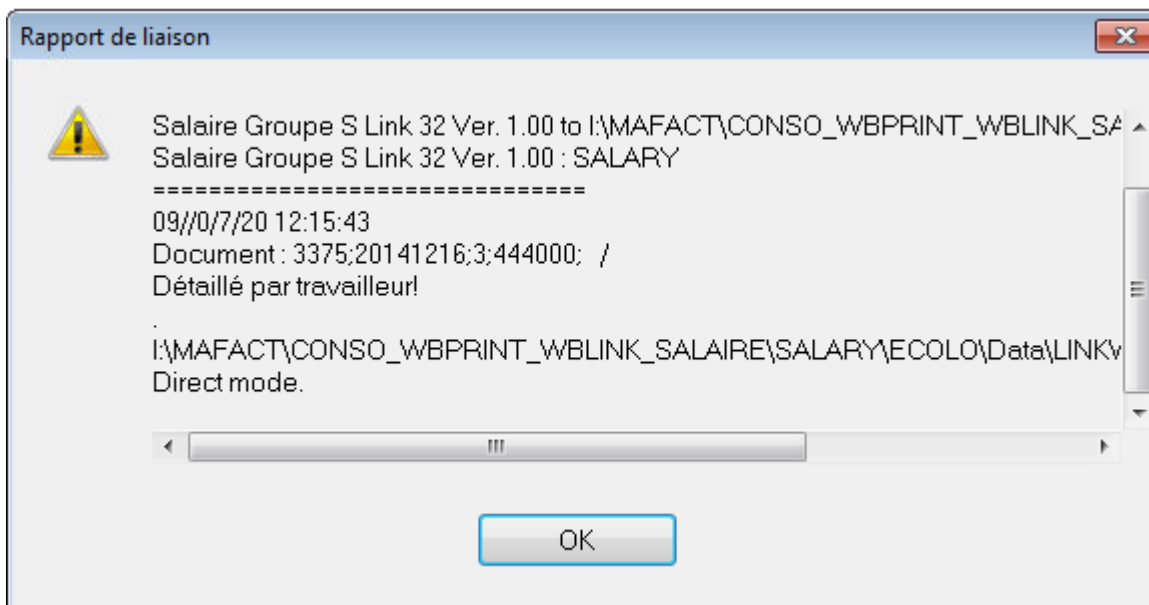 Rapport de liaison
Salaire Groupe S Link 32 Ver. 1.00 to I:\MAFACT\CONSO_WBPRINT_WBLINK_SA
Salaire Groupe S Link 32 Ver. 1.00 : SALARY
===============================
09//0/7/20 12:15:43
Document : 3375;20141216;3;444000;   /
Détaillé par travailleur!
.
I:\MAFACT\CONSO_WBPRINT_WBLINK_SALAIRE\SALARY\ECOLO\Data\LINKV
Direct mode.
OK